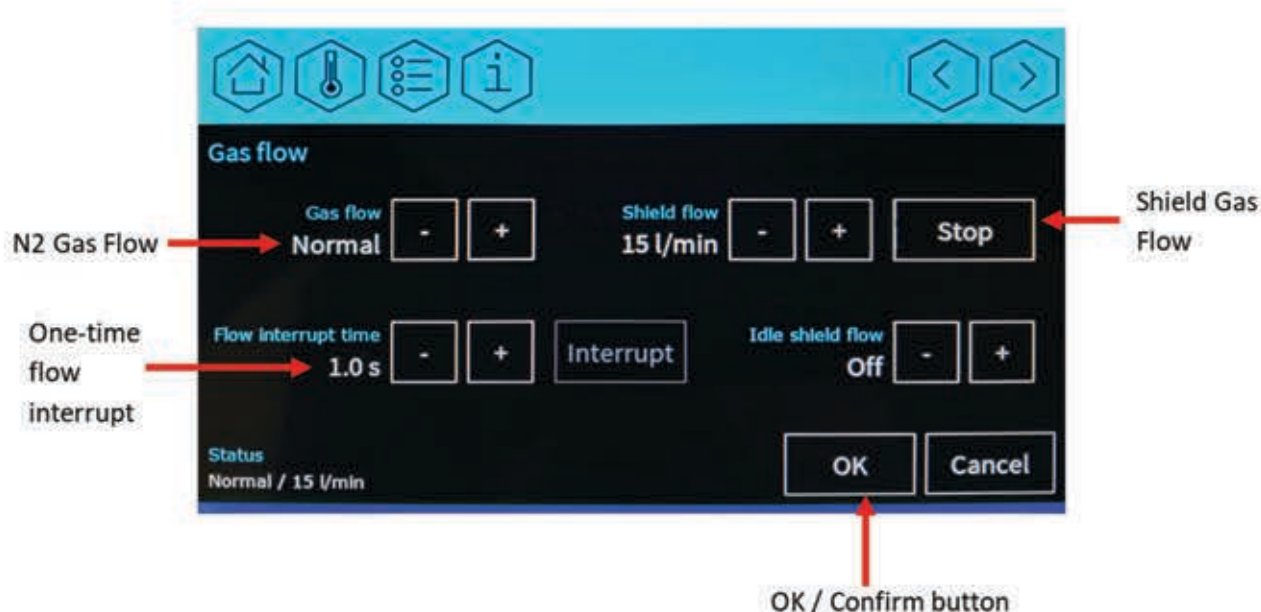 Gas flow
Gas flow
Normal
-
+
Shield flow
15 l/min
-
+
Stop
Shield Gas
Flow
N2 Gas Flow
One-time
flow
interrupt
Flow interrupt time
1.0 s
-
+
Interrupt
Idle shield flow
Off
-
+
Status
Normal / 15 l/min
OK
Cancel
OK / Confirm button